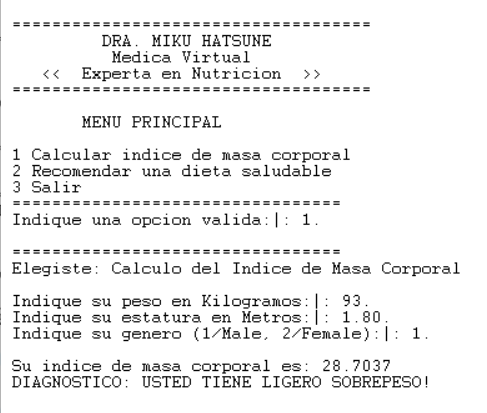 ====================================
DRA. MIKU HATSUNE
Medica Virtual
<< Experta en Nutricion >>
====================================
MENU PRINCIPAL
1 Calcular indice de masa corporal
2 Recomendar una dieta saludable
3 Salir
=================================
Indique una opcion valida:|: 1.
=================================
Elegiste: Calculo del Indice de Masa Corporal
Indique su peso en Kilogramos:|: 93.
Indique su estatura en Metros:|: 1.80.
Indique su genero (1/Male, 2/Female):|: 1.
Su indice de masa corporal es: 28.7037
DIAGNOSTICO: USTED TIENE LIGERO SOBREPESO!